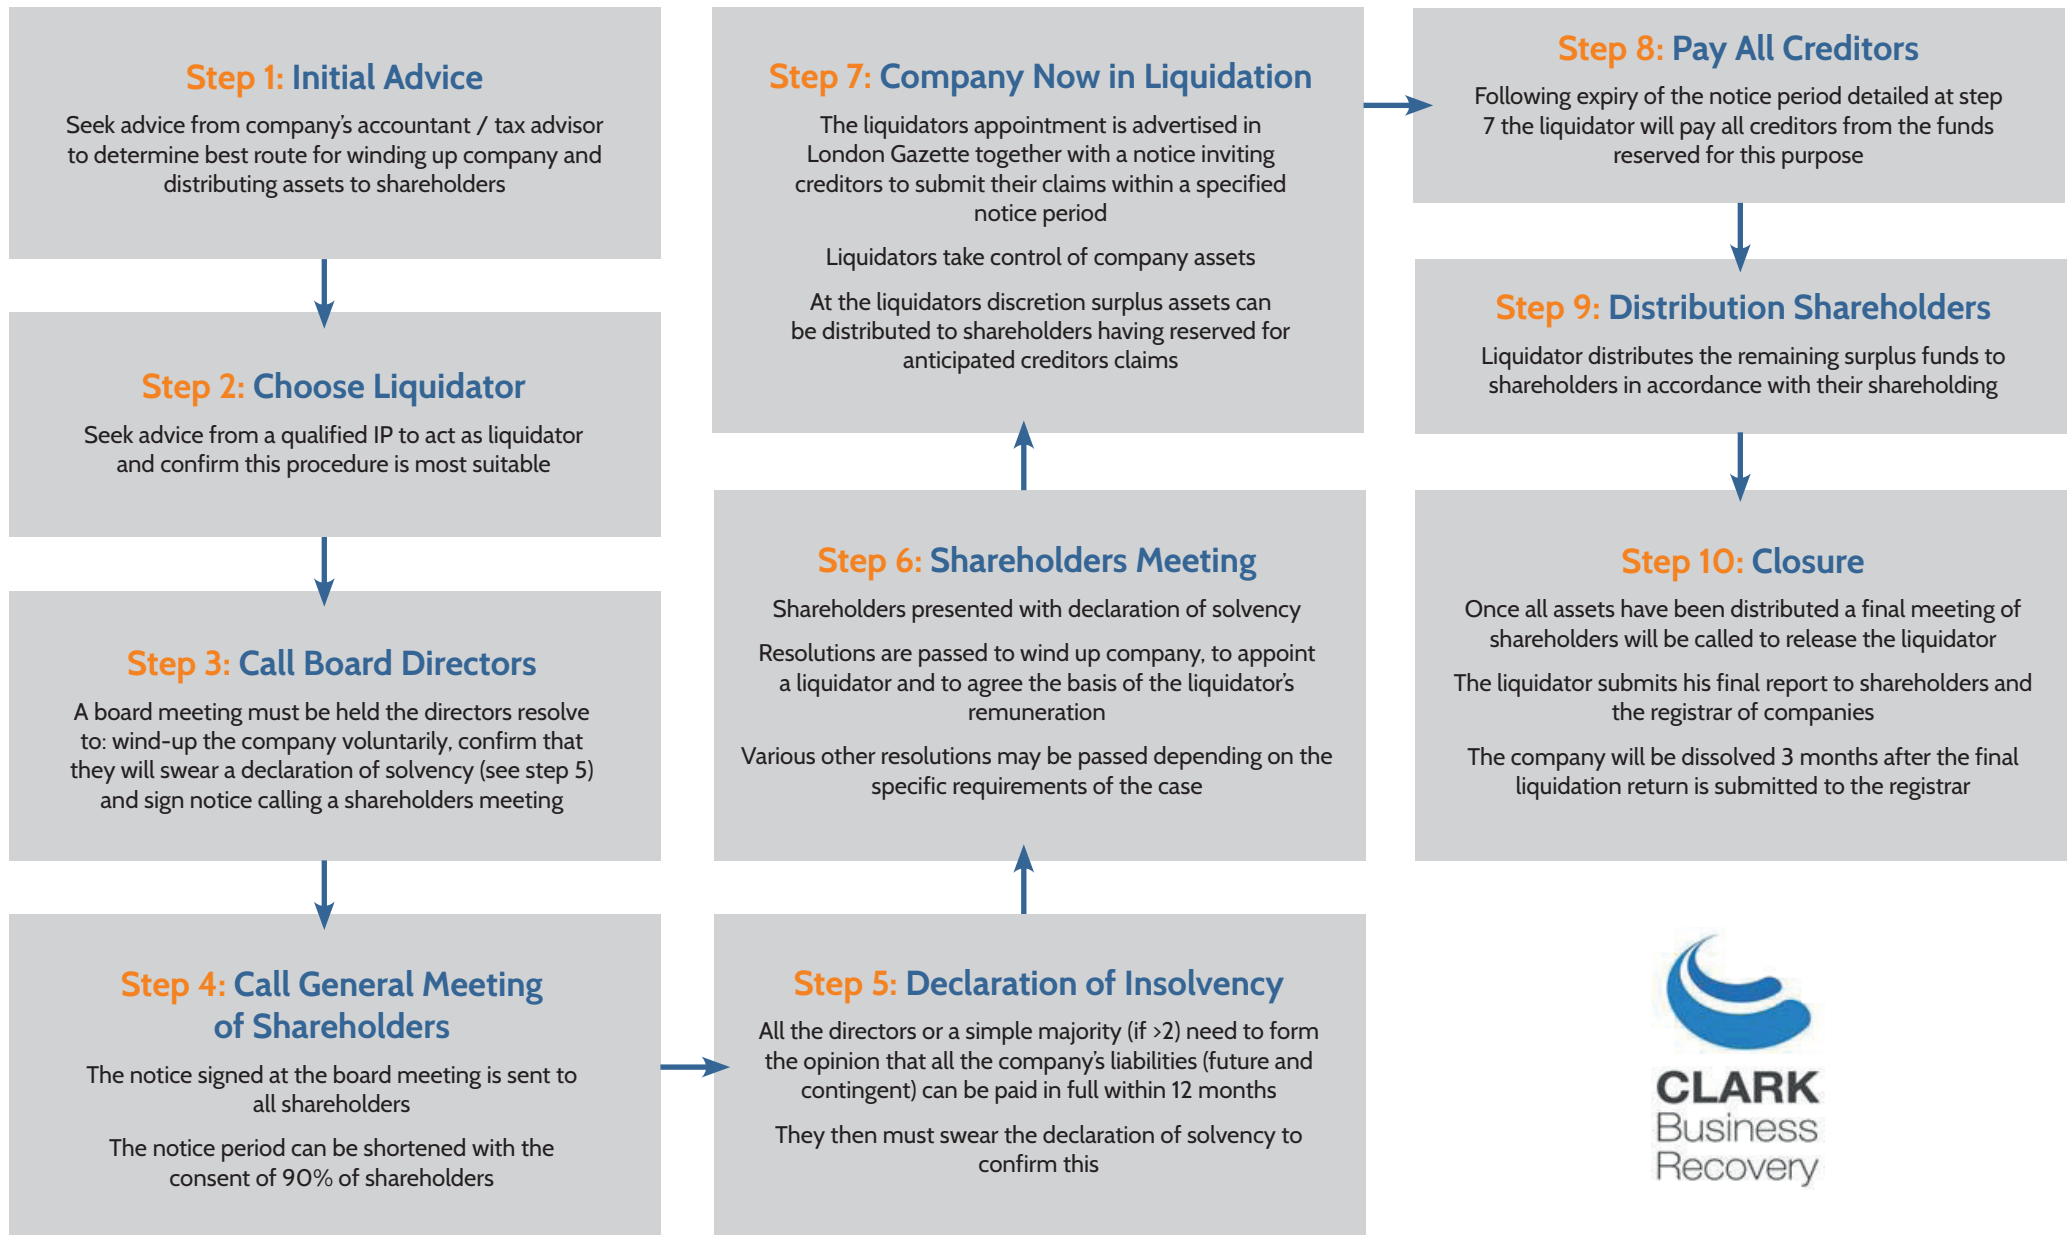 Step 1: Initial Advice
Seek advice from company's accountant / tax advisor
to determine best route for winding up company and
distributing assets to shareholders
Step 2: Choose Liquidator
Seek advice from a qualified IP to act as liquidator
and confirm this procedure is most suitable
Step 3: Call Board Directors
A board meeting must be held the directors resolve
to: wind-up the company voluntarily, confirm that
they will swear a declaration of solvency (see step 5)
and sign notice calling a shareholders meeting
Step 4: Call General Meeting
of Shareholders
The notice signed at the board meeting is sent to
all shareholders
The notice period can be shortened with the
consent of 90% of shareholders
Step 5: Declaration of Insolvency
All the directors or a simple majority (if >2) need to form
the opinion that all the company's liabilities (future and
contingent) can be paid in full within 12 months
They then must swear the declaration of solvency to
confirm this
Step 6: Shareholders Meeting
Shareholders presented with declaration of solvency
Resolutions are passed to wind up company, to appoint
a liquidator and to agree the basis of the liquidator's
remuneration
Various other resolutions may be passed depending on the
specific requirements of the case
Step 7: Company Now in Liquidation
The liquidators appointment is advertised in
London Gazette together with a notice inviting
creditors to submit their claims within a specified
notice period
Liquidators take control of company assets
At the liquidators discretion surplus assets can
be distributed to shareholders having reserved for
anticipated creditors claims
Step 8: Pay All Creditors
Following expiry of the notice period detailed at step
7 the liquidator will pay all creditors from the funds
reserved for this purpose
Step 9: Distribution Shareholders
Liquidator distributes the remaining surplus funds to
shareholders in accordance with their shareholding
Step 10: Closure
Once all assets have been distributed a final meeting of
shareholders will be called to release the liquidator
The liquidator submits his final report to shareholders and
the registrar of companies
The company will be dissolved 3 months after the final
liquidation return is submitted to the registrar
CLARK
Business
Recovery